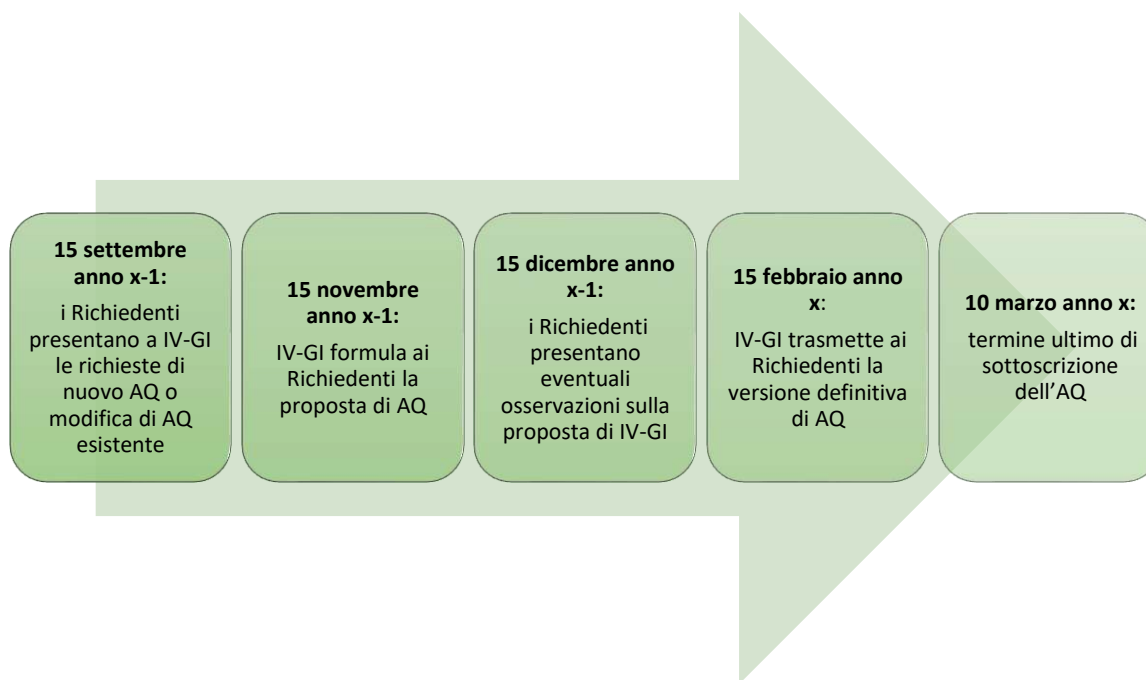 15 settembre
anno x-1:
i Richiedenti
presentano a IV-GI
le richieste di
nuovo AQ o
modifica di AQ
esistente
15 novembre
anno x-1:
IV-GI formula ai
Richiedenti la
proposta di AQ
15 dicembre anno
x-1:
i Richiedenti
presentano
eventuali
osservazioni sulla
proposta di IV-GI
15 febbraio anno
x:
IV-GI trasmette ai
Richiedenti la
versione definitiva
di AQ
10 marzo anno x:
termine ultimo di
sottoscrizione
dell’AQ